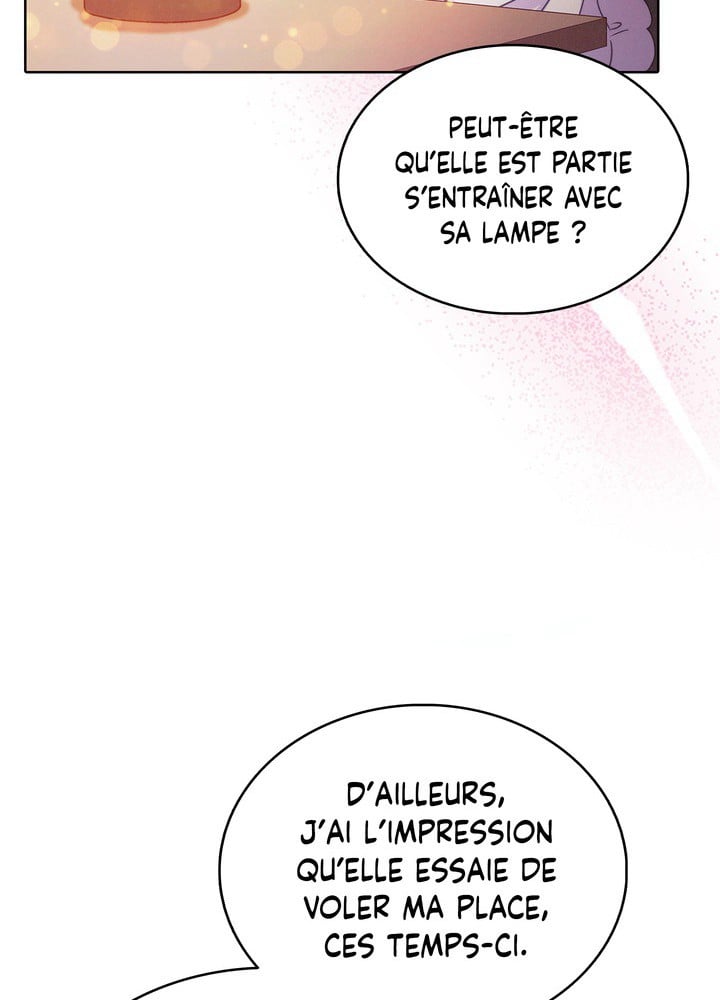 PEUT-ÊTRE
QU'ELLE EST PARTIE
S'ENTRAÎNER AVEC
SA LAMPE ?
D'AILLEURS,
J'AI L'IMPRESSION
QU'ELLE ESSAIE DE
VOLER MA PLACE,
CES TEMPS-CI.